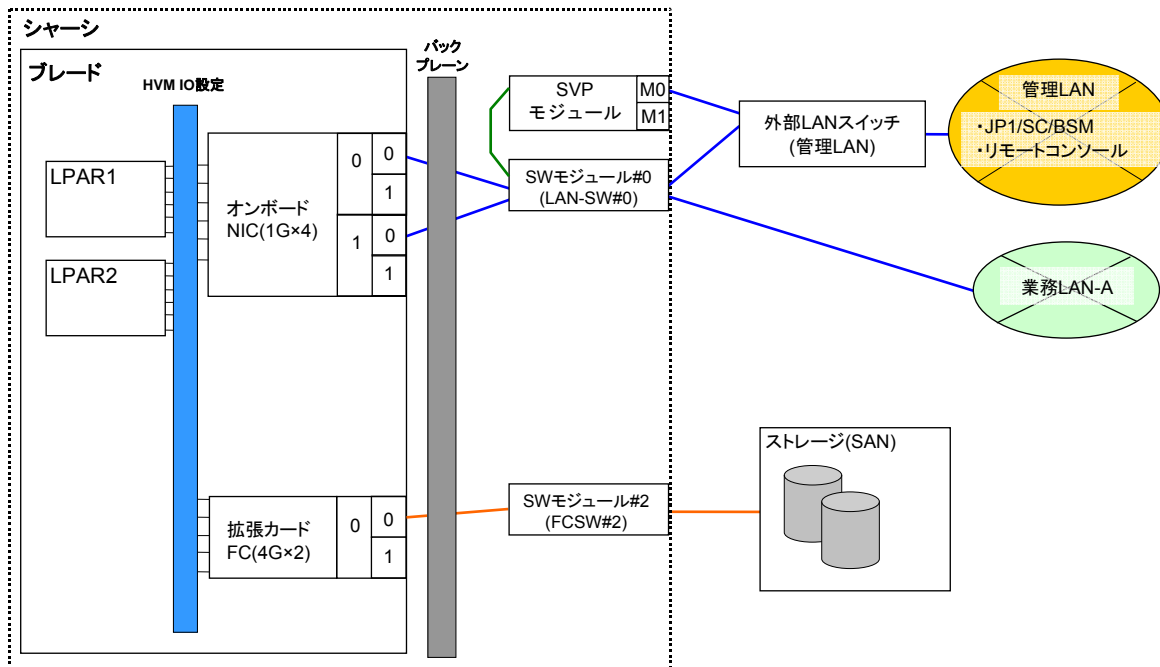 シャーシ
ブレード
HVM IO設定
バック
プレーン
LPAR1
LPAR2
オンボード
NIC(1G×4)
0
0
1
1
0
1
拡張カード
FC(4G×2)
0
0
1
SVP
モジュール
M0
M1
SWモジュール#0
(LAN-SW#0)
SWモジュール#2
(FCSW#2)
外部LANスイッチ
(管理LAN)
管理LAN
・JP1/SC/BSM
・リモートコンソール
業務LAN-A
ストレージ(SAN)